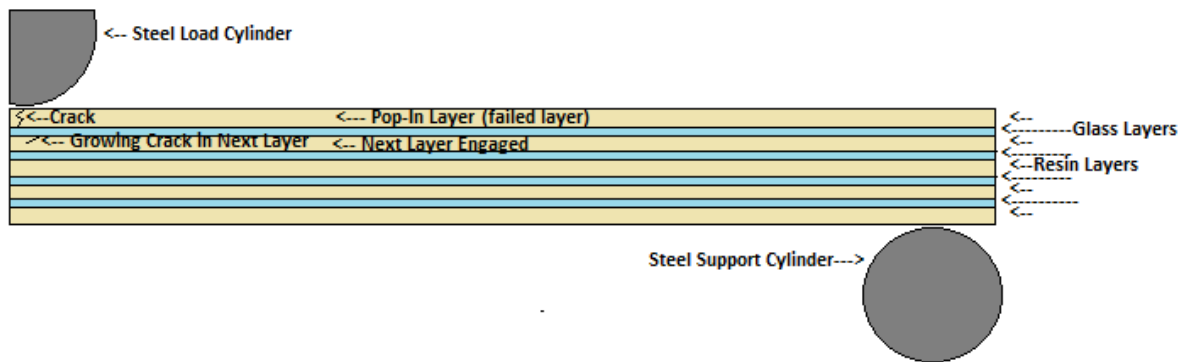 <-- Steel Load Cylinder
<--Crack
<--- Pop-In Layer (failed layer)
<--
<---------Glass Layers
<-- Growing Crack in Next Layer
<-- Next Layer Engaged
<--
<---------
<--Resin Layers
<---------
<--
<----------
<--
Steel Support Cylinder--->